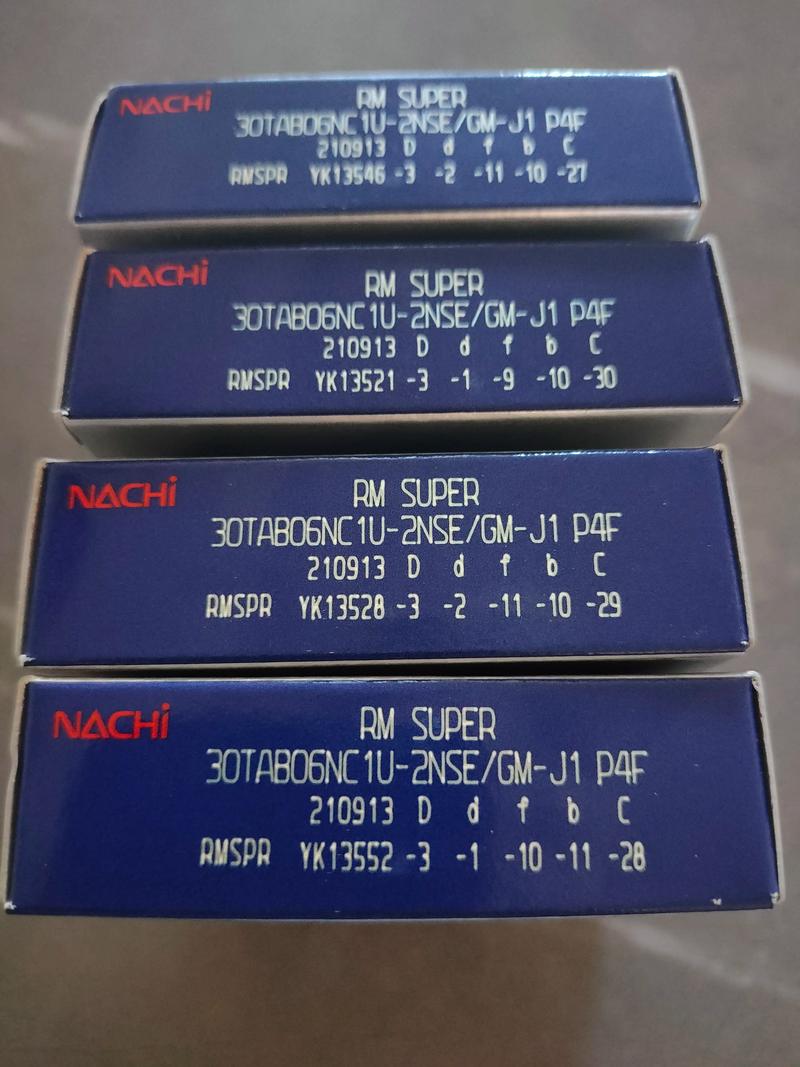 NACHi
RM SUPER
30TAB06NC1U-2NSE/GM-J1 P4F
210913 D d f b C
RMSPR YK13546 -3 -2 -11 -10 -27
NACHi
RM SUPER
30TAB06NC1U-2NSE/GM-J1 P4F
210913 D d f b C
RMSPR YK13521 -3 -1 -9 -10 -30
NACHi
RM SUPER
30TAB06NC1U-2NSE/GM-J1 P4F
210913 D d f b C
RMSPR YK13528 -3 -2 -11 -10 -29
NACHi
RM SUPER
30TAB06NC1U-2NSE/GM-J1 P4F
210913 D d f b C
RMSPR YK13552 -3 -1 -10 -11 -28